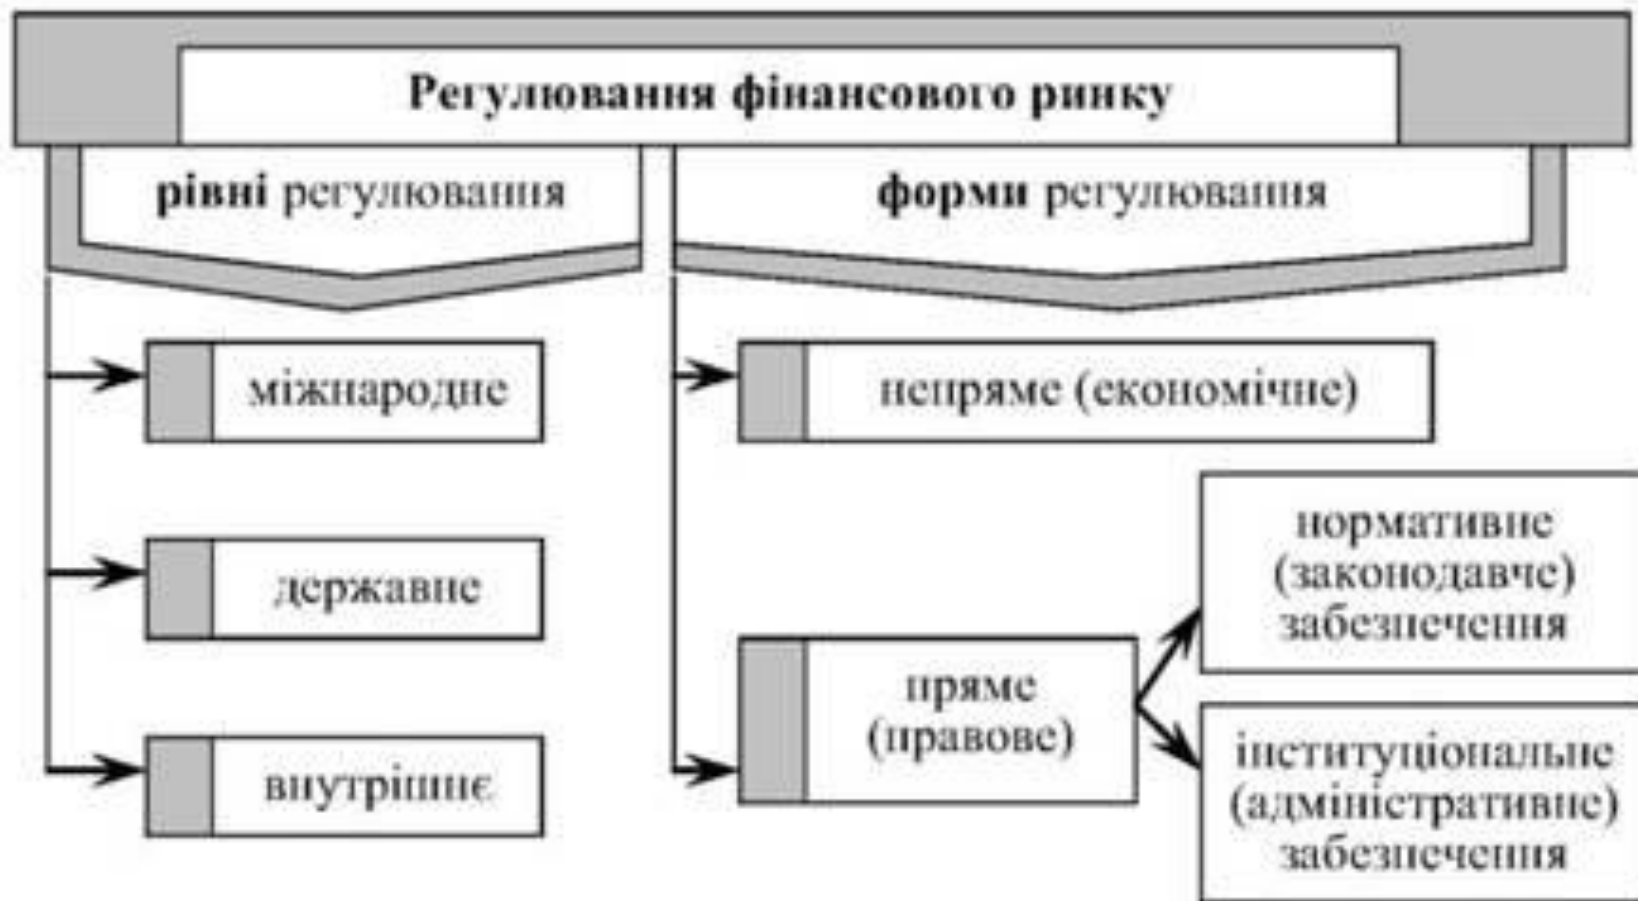 Регулювання фінансового ринку
рівні регулювання
форми регулювання
міжнародне
державне
внутрішнє
непряме (економічне)
пряме
(правове)
нормативне
(законодавче)
забезпечення
інституціональне
(адміністративне)
забезпечення